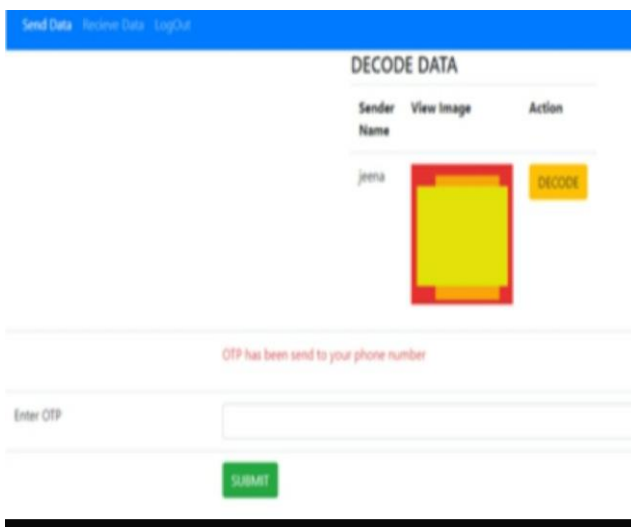 Send Data Recieve Data LogOut
DECODE DATA
Sender Name View Image Action
jeena DECODE
OTP has been send to your phone number
Enter OTP
SUBMIT